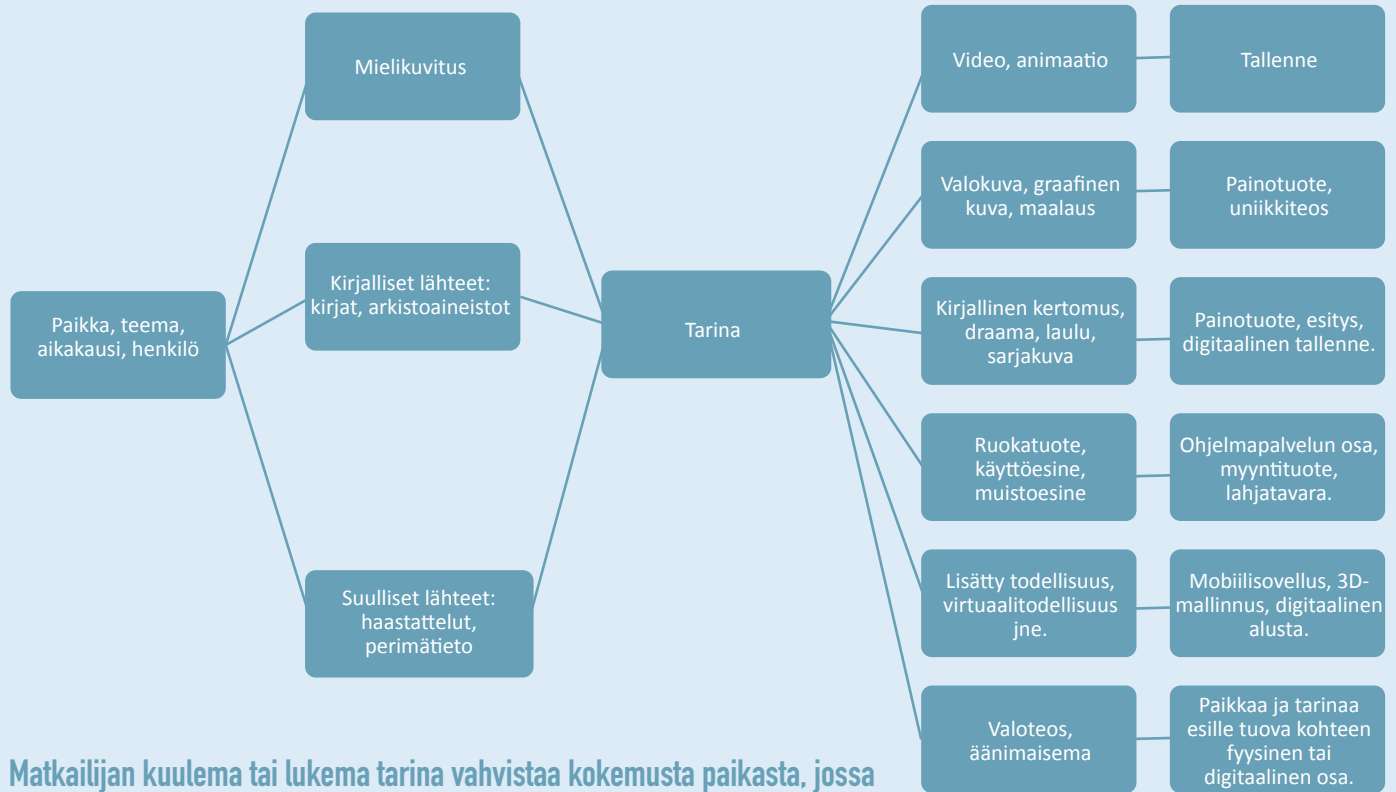 Paikka, teema,
aikakausi, henkilö
Mielikuvitus
Kirjalliset lähteet:
kirjat, arkistoaineistot
Suulliset lähteet:
haastattelut,
perimätieto
Tarina
Video, animaatio
Tallenne
Valokuva, graafinen
kuva, maalaus
Painotuote,
uniikkiteos
Kirjallinen kertomus,
draama, laulu,
sarjakuva
Painotuote, esitys,
digitaalinen tallenne.
Ruokatuote,
käyttöesine,
muistoesine
Ohjelmapalvelun osa,
myyntituote,
lahjatavara.
Lisätty todellisuus,
virtuaalitodellisuus
jne.
Mobiilisovellus, 3D-
mallinnus, digitaalinen
alusta.
Valoteos,
äänimaisema
Paikkaa ja tarinaa
esille tuova kohteen
fyysinen tai
digitaalinen osa.
Matkailijan kuulema tai lukema tarina vahvistaa kokemusta paikasta, jossa